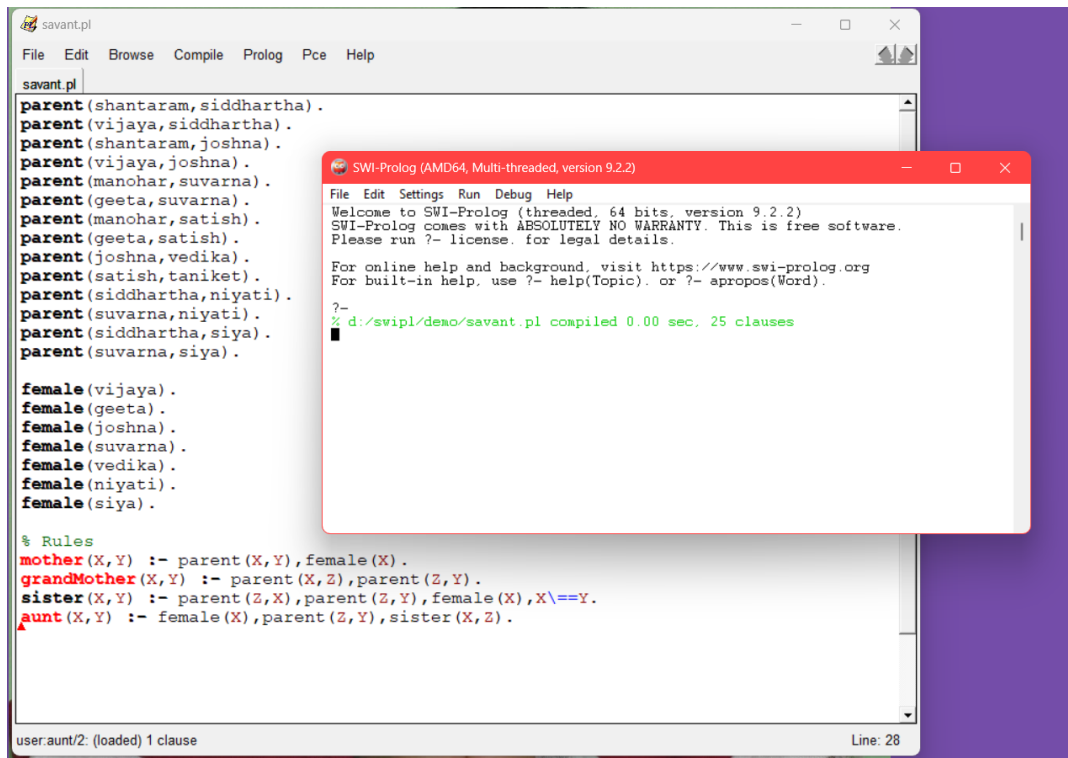 savant.pl
File Edit Browse Compile Prolog Pce Help
savant.pl
parent(shantaram,siddhartha).
parent(vijaya,siddhartha).
parent(shantaram,joshna).
parent(vijaya,joshna).
parent(manohar,suvarna).
parent(geeta,suvarna).
parent(manohar,satish).
parent(geeta,satish).
parent(joshna,vedika).
parent(satish,taniket).
parent(siddhartha,niyati).
parent(suvarna,niyati).
parent(siddhartha,siya).
parent(suvarna,siya).
female(vijaya).
female(geeta).
female(joshna).
female(suvarna).
female(vedika).
female(niyati).
female(siya).
% Rules
mother(X,Y) :- parent(X,Y),female(X).
grandMother(X,Y) :- parent(X,Z),parent(Z,Y).
sister(X,Y) :- parent(Z,X),parent(Z,Y),female(X),X\==Y.
aunt(X,Y) :- female(X),parent(Z,Y),sister(X,Z).
user:aunt/2: (loaded) 1 clause
Line: 28
SWI-Prolog (AMD64, Multi-threaded, version 9.2.2)
File Edit Settings Run Debug Help
Welcome to SWI-Prolog (threaded, 64 bits, version 9.2.2)
SWI-Prolog comes with ABSOLUTELY NO WARRANTY. This is free software.
Please run ?- license. for legal details.
For online help and background, visit https://www.swi-prolog.org
For built-in help, use ?- help(Topic). or ?- apropos(Word).
?-
% d:/swipl/demo/savant.pl compiled 0.00 sec, 25 clauses